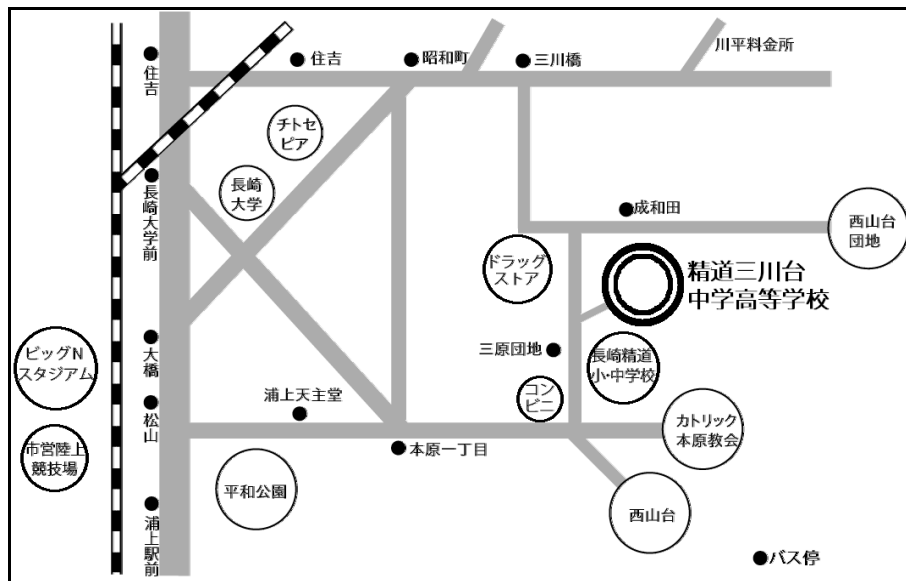 住吉
住吉
昭和町
三川橋
川平料金所
チトセ
ピア
長崎
大学
長崎大学前
成和田
西山台
団地
ドラッグ
ストア
精道三川台
中学高等学校
ビッグN
スタジアム
大橋
三原団地
長崎精道
小・中学校
松山
浦上天主堂
コン
ビニ
カトリック
本原教会
市営陸上
競技場
本原一丁目
平和公園
浦上駅前
西山台
バス停